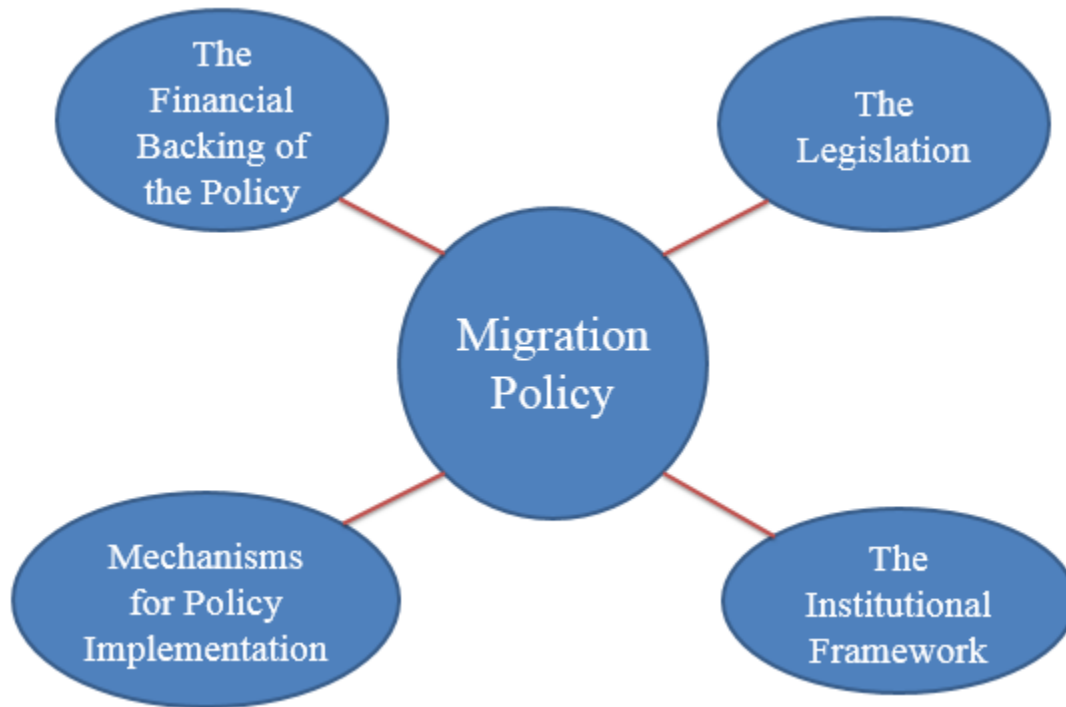 The
Financial
Backing of
the Policy
The
Legislation
Migration
Policy
Mechanisms
for Policy
Implementation
The
Institutional
Framework